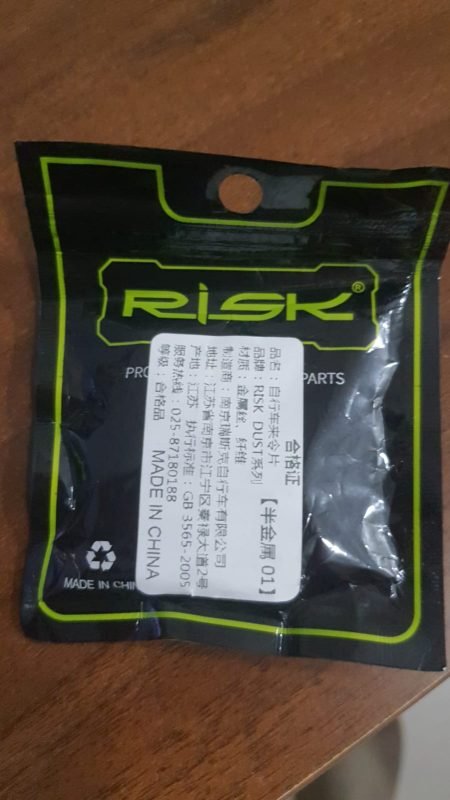 RISK®
PRO
PARTS
合格证
品名：自行车来令片 【半金属 01】
品牌：RISK DUST系列
材质：金属丝、纤维
制造商：南京瑞斯克自行车有限公司
地址：江苏省南京市江宁区秦禄大道2号
产地：江苏 执行标准：GB 3565-2005
服务热线：025-87180188
等级：合格品 MADE IN CHINA
MADE IN CHIN